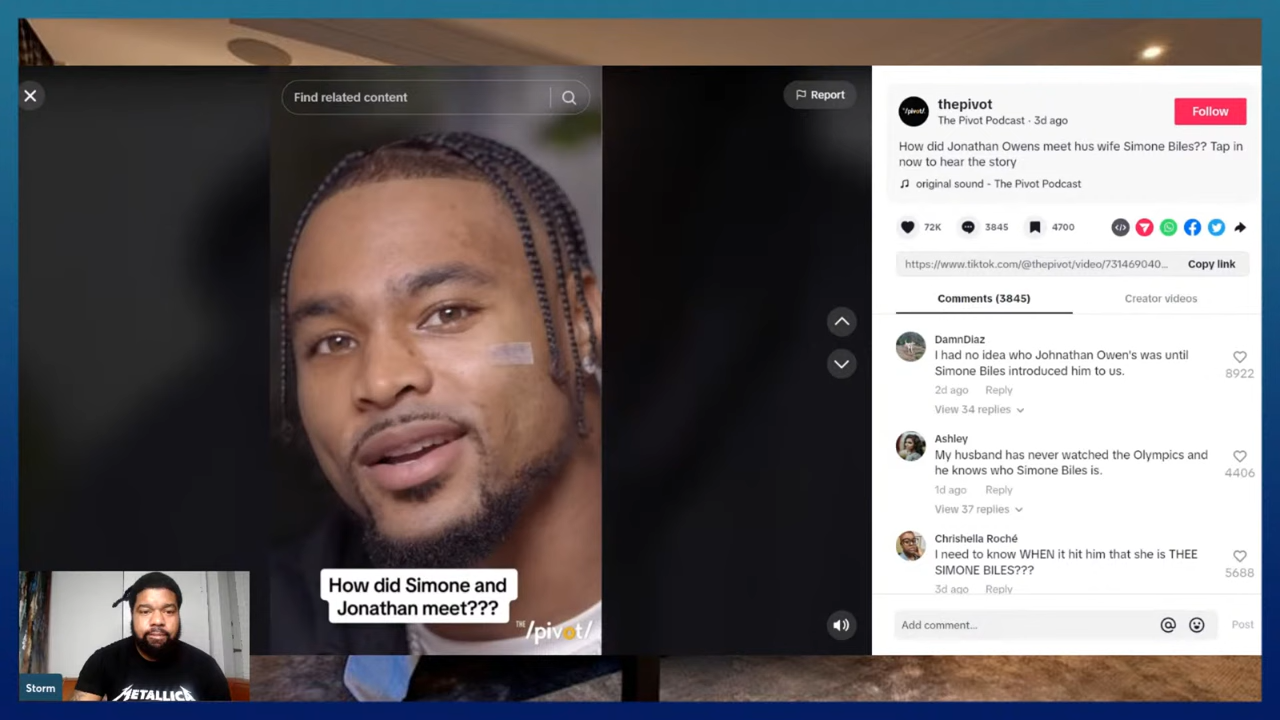 Find related content
Report
thepivot
The Pivot Podcast · 3d ago
Follow
How did Jonathan Owens meet hus wife Simone Biles?? Tap in
now to hear the story
original sound - The Pivot Podcast
72K
3845
4700
https://www.tiktok.com/@thepivot/video/731469040...
Copy link
Comments (3845)
Creator videos
DamnDiaz
I had no idea who Johnathan Owen's was until
Simone Biles introduced him to us.
8922
2d ago Reply
View 34 replies
Ashley
My husband has never watched the Olympics and
he knows who Simone Biles is.
4406
1d ago Reply
View 37 replies
Chrishella Roché
I need to know WHEN it hit him that she is THEE
SIMONE BILES???
5688
3d ago Reply
Add comment...
Post
How did Simone and
Jonathan meet???
THE /pivot/
METALLICA
Storm